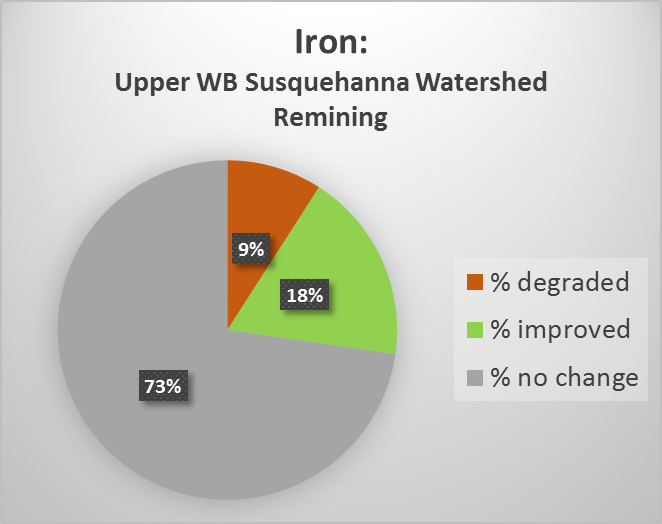 Iron:
Upper WB Susquehanna Watershed
Remining
9%
18%
73%
% degraded
% improved
% no change